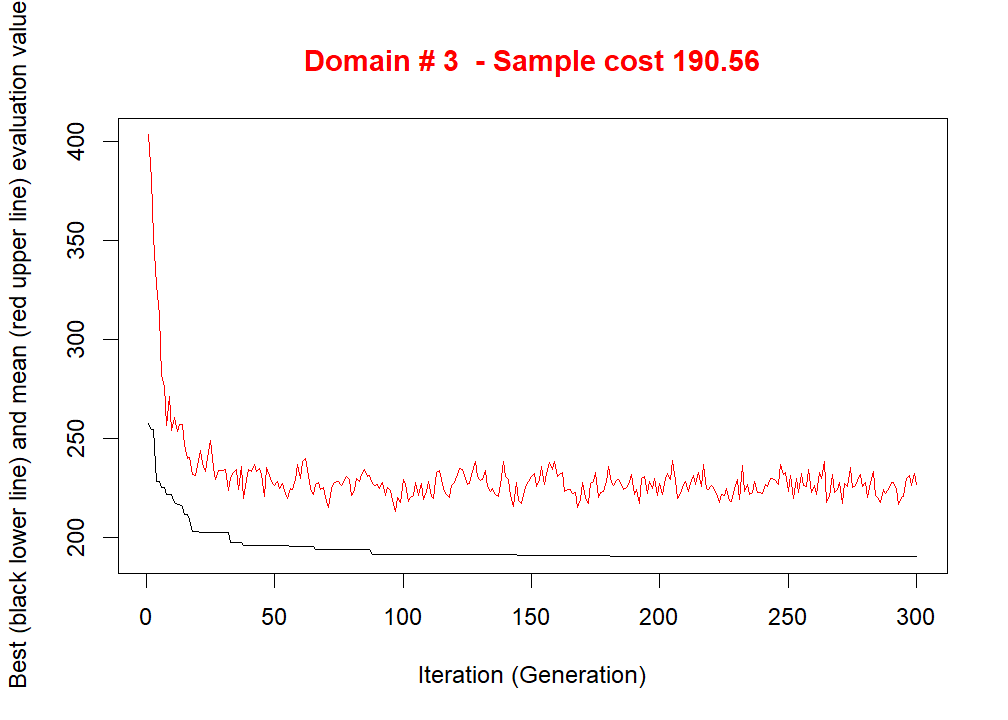 Domain # 3 - Sample cost 190.56
Best (black lower line) and mean (red upper line) evaluation value
400
350
300
250
200
0 50 100 150 200 250 300
Iteration (Generation)